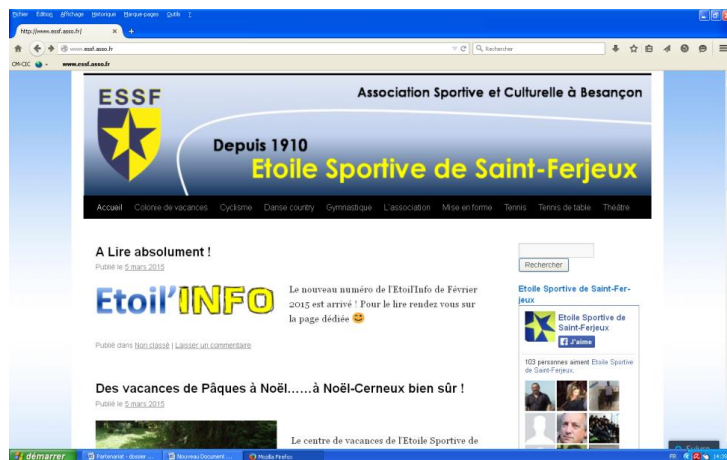 Fichier Edition Affichage Historique Marque-pages Outils ?
http://www.essf.asso.fr/ × +
www.essf.asso.fr
Rechercher
CM-CIC www.essf.asso.fr
ESSF
Association Sportive et Culturelle à Besançon
Depuis 1910
Etoile Sportive de Saint-Ferjeux
Accueil Colonie de vacances Cyclisme Danse country Gymnastique L'association Mise en forme Tennis Tennis de table Théâtre
A Lire absolument !
Publié le 5 mars 2015
Etoil'INFO
Le nouveau numéro de l'EtoilInfo de Février
2015 est arrivé ! Pour le lire rendez vous sur
la page dédiée
Publié dans Non classé | Laisser un commentaire
Des vacances de Pâques à Noël……à Noël-Cerneux bien sûr !
Publié le 5 mars 2015
Le centre de vacances de l'Etoile Sportive de
Rechercher
Etoile Sportive de Saint-Fer-
jeux
Etoile Sportive de
Saint-Ferjeux
J'aime
103 personnes aiment Etoile Sportive
de Saint-Ferjeux.
Suivre
démarrer Partenariat - dossier ... Nouveau Document ... Mozilla Firefox FR